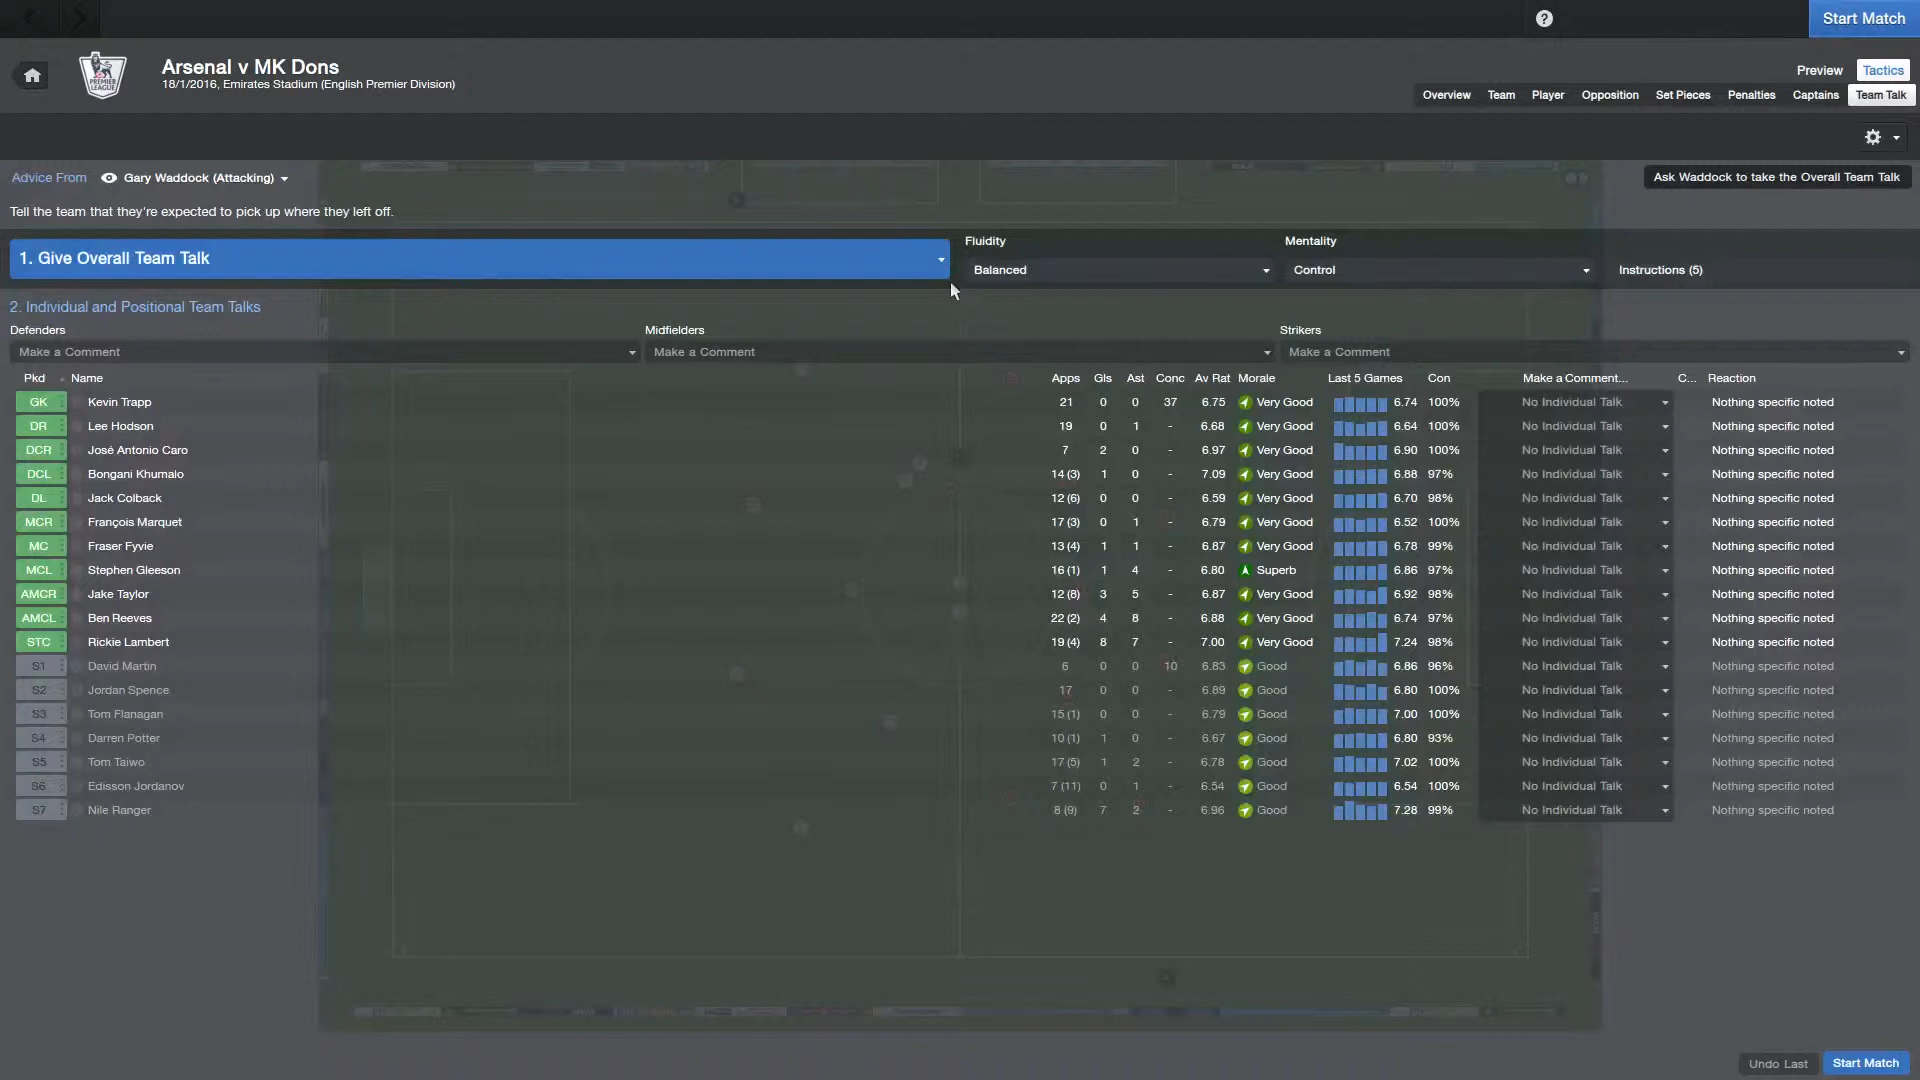 Start Match
Arsenal v MK Dons
18/1/2016, Emirates Stadium (English Premier Division)
PREMIER LEAGUE
Preview Tactics
Overview Team Player Opposition Set Pieces Penalties Captains Team Talk
Advice From Gary Waddock (Attacking)
Ask Waddock to take the Overall Team Talk
Tell the team that they're expected to pick up where they left off.
Fluidity Mentality
1. Give Overall Team Talk
Balanced Control Instructions (5)
2. Individual and Positional Team Talks
Defenders Midfielders Strikers
Make a Comment Make a Comment Make a Comment
Pkd Name Apps Gls Ast Conc Av Rat Morale Last 5 Games Con Make a Comment... C... Reaction
GK Kevin Trapp 21 0 0 37 6.75 Very Good 6.74 100% No Individual Talk Nothing specific noted
DR Lee Hodson 19 0 1 - 6.68 Very Good 6.64 100% No Individual Talk Nothing specific noted
DCR José Antonio Caro 7 2 0 - 6.97 Very Good 6.90 100% No Individual Talk Nothing specific noted
DCL Bongani Khumalo 14 (3) 1 0 - 7.09 Very Good 6.88 97% No Individual Talk Nothing specific noted
DL Jack Colback 12 (6) 0 0 - 6.59 Very Good 6.70 98% No Individual Talk Nothing specific noted
MCR François Marquet 17 (3) 0 1 - 6.79 Very Good 6.52 100% No Individual Talk Nothing specific noted
MC Fraser Fyvie 13 (4) 1 1 - 6.87 Very Good 6.78 99% No Individual Talk Nothing specific noted
MCL Stephen Gleeson 16 (1) 1 4 - 6.80 Superb 6.86 97% No Individual Talk Nothing specific noted
AMCR Jake Taylor 12 (8) 3 5 - 6.87 Very Good 6.92 98% No Individual Talk Nothing specific noted
AMCL Ben Reeves 22 (2) 4 8 - 6.88 Very Good 6.74 97% No Individual Talk Nothing specific noted
STC Rickie Lambert 19 (4) 8 7 - 7.00 Very Good 7.24 98% No Individual Talk Nothing specific noted
S1 David Martin 6 0 0 10 6.83 Good 6.86 96% No Individual Talk Nothing specific noted
S2 Jordan Spence 17 0 0 - 6.89 Good 6.80 100% No Individual Talk Nothing specific noted
S3 Tom Flanagan 15 (1) 0 0 - 6.79 Good 7.00 100% No Individual Talk Nothing specific noted
S4 Darren Potter 10 (1) 1 0 - 6.67 Good 6.80 93% No Individual Talk Nothing specific noted
S5 Tom Taiwo 17 (5) 1 2 - 6.78 Good 7.02 100% No Individual Talk Nothing specific noted
S6 Edisson Jordanov 7 (11) 0 1 - 6.54 Good 6.54 100% No Individual Talk Nothing specific noted
S7 Nile Ranger 8 (9) 7 2 - 6.96 Good 7.28 99% No Individual Talk Nothing specific noted
Undo Last Start Match